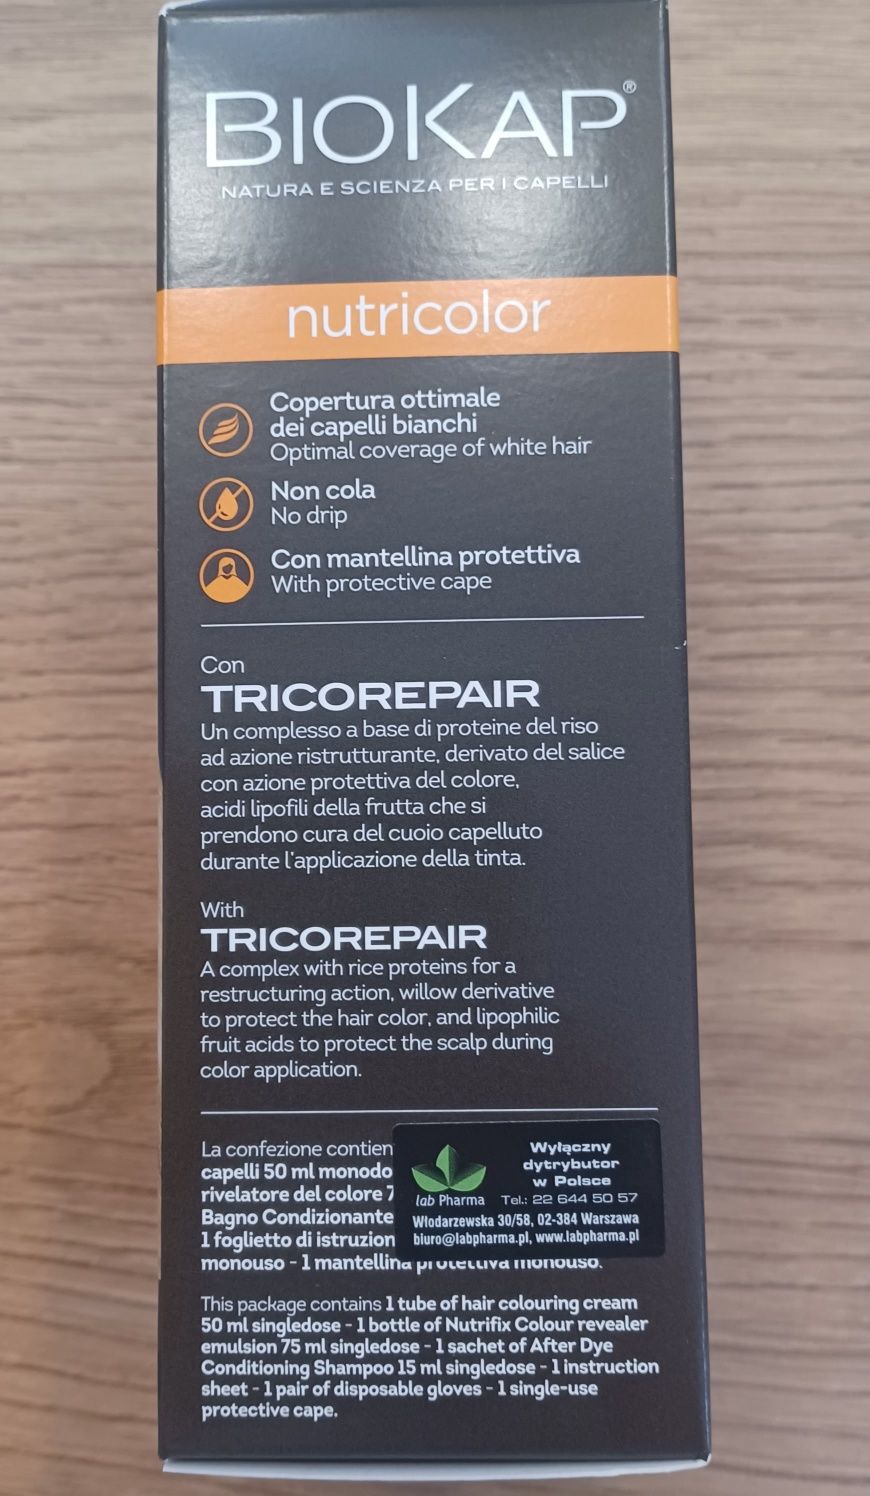 BIOKAP®
NATURA E SCIENZA PER I CAPELLI
nutricolor
Copertura ottimale
dei capelli bianchi
Optimal coverage of white hair
Non cola
No drip
Con mantellina protettiva
With protective cape
Con
TRICOREPAIR
Un complesso a base di proteine del riso
ad azione ristrutturante, derivato del salice
con azione protettiva del colore,
acidi lipofili della frutta che si
prendono cura del cuoio capelluto
durante l'applicazione della tinta.
With
TRICOREPAIR
A complex with rice proteins for a
restructuring action, willow derivative
to protect the hair color, and lipophilic
fruit acids to protect the scalp during
color application.
La confezione contien
capelli 50 ml monodo
rivelatore del colore 7
Bagno Condizionante
1 foglietto di istruzion
monouso - 1 mantellina protettiva monouso.
lab Pharma
Wyłączny
dytrybutor
w Polsce
Tel.: 22 644 50 57
Włodarzewska 30/58, 02-384 Warszawa
biuro@labpharma.pl, www.labpharma.pl
This package contains 1 tube of hair colouring cream
50 ml singledose - 1 bottle of Nutrifix Colour revealer
emulsion 75 ml singledose - 1 sachet of After Dye
Conditioning Shampoo 15 ml singledose - 1 instruction
sheet - 1 pair of disposable gloves - 1 single-use
protective cape.